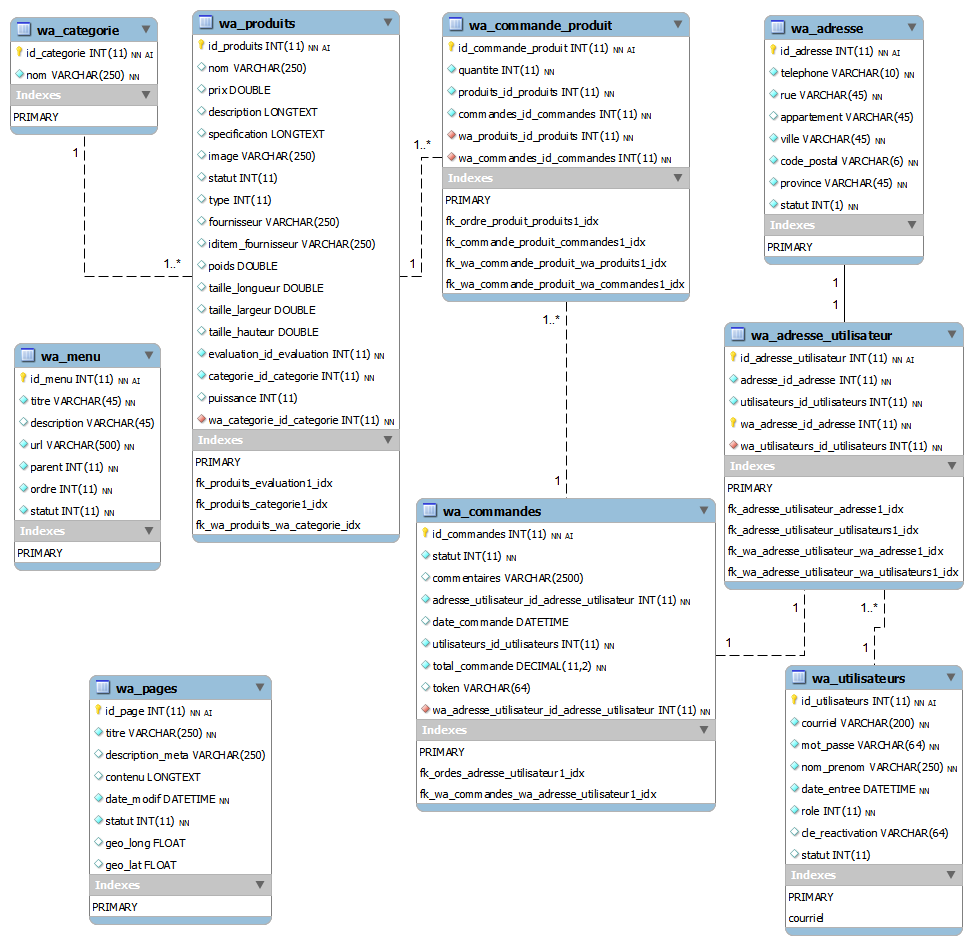 wa_categorie
id_categorie INT(11) NN AI
nom VARCHAR(250) NN
Indexes
PRIMARY
1
1..*
wa_produits
id_produits INT(11) NN AI
nom VARCHAR(250)
prix DOUBLE
description LONGTEXT
specification LONGTEXT
image VARCHAR(250)
statut INT(11)
type INT(11)
fournisseur VARCHAR(250)
iditem_fournisseur VARCHAR(250)
poids DOUBLE
taille_longueur DOUBLE
taille_largeur DOUBLE
taille_hauteur DOUBLE
evaluation_id_evaluation INT(11) NN
categorie_id_categorie INT(11) NN
puissance INT(11)
wa_categorie_id_categorie INT(11) NN
Indexes
PRIMARY
fk_produits_evaluation1_idx
fk_produits_categorie1_idx
fk_wa_produits_wa_categorie_idx
1..*
1
wa_commande_produit
id_commande_produit INT(11) NN AI
quantite INT(11) NN
produits_id_produits INT(11) NN
commandes_id_commandes INT(11) NN
wa_produits_id_produits INT(11) NN
wa_commandes_id_commandes INT(11) NN
Indexes
PRIMARY
fk_ordre_produit_produits1_idx
fk_commande_produit_commandes1_idx
fk_wa_commande_produit_wa_produits1_idx
fk_wa_commande_produit_wa_commandes1_idx
1..*
1
wa_adresse
id_adresse INT(11) NN AI
telephone VARCHAR(10) NN
rue VARCHAR(45) NN
appartement VARCHAR(45)
ville VARCHAR(45) NN
code_postal VARCHAR(6) NN
province VARCHAR(45) NN
statut INT(1) NN
Indexes
PRIMARY
1
1
wa_adresse_utilisateur
id_adresse_utilisateur INT(11) NN AI
adresse_id_adresse INT(11) NN
utilisateurs_id_utilisateurs INT(11) NN
wa_adresse_id_adresse INT(11) NN
wa_utilisateurs_id_utilisateurs INT(11) NN
Indexes
PRIMARY
fk_adresse_utilisateur_adresse1_idx
fk_adresse_utilisateur_utilisateurs1_idx
fk_wa_adresse_utilisateur_wa_adresse1_idx
fk_wa_adresse_utilisateur_wa_utilisateurs1_idx
1
1
1..*
1
wa_menu
id_menu INT(11) NN AI
titre VARCHAR(45) NN
description VARCHAR(45)
url VARCHAR(500) NN
parent INT(11) NN
ordre INT(11) NN
statut INT(11) NN
Indexes
PRIMARY
wa_commandes
id_commandes INT(11) NN AI
statut INT(11) NN
commentaires VARCHAR(2500)
adresse_utilisateur_id_adresse_utilisateur INT(11) NN
date_commande DATETIME
utilisateurs_id_utilisateurs INT(11) NN
total_commande DECIMAL(11,2) NN
token VARCHAR(64)
wa_adresse_utilisateur_id_adresse_utilisateur INT(11) NN
Indexes
PRIMARY
fk_ordes_adresse_utilisateur1_idx
fk_wa_commandes_wa_adresse_utilisateur1_idx
wa_pages
id_page INT(11) NN AI
titre VARCHAR(250) NN
description_meta VARCHAR(250)
contenu LONGTEXT
date_modif DATETIME NN
statut INT(11) NN
geo_long FLOAT
geo_lat FLOAT
Indexes
PRIMARY
wa_utilisateurs
id_utilisateurs INT(11) NN AI
courriel VARCHAR(200) NN
mot_passe VARCHAR(64) NN
nom_prenom VARCHAR(250) NN
date_entree DATETIME NN
role INT(11) NN
cle_reactivation VARCHAR(64)
statut INT(11)
Indexes
PRIMARY
courriel